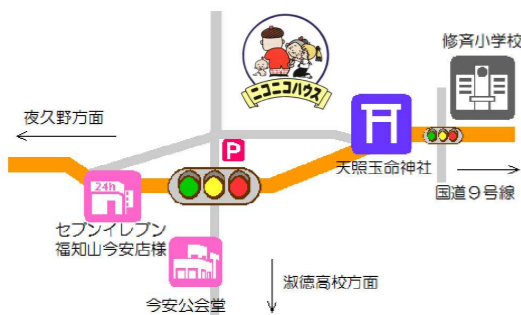 修斉小学校
ニコニコハウス
夜久野方面
P
天照玉命神社
国道9号線
24h
セブンイレブン
福知山今安店様
淑徳高校方面
今安公会堂